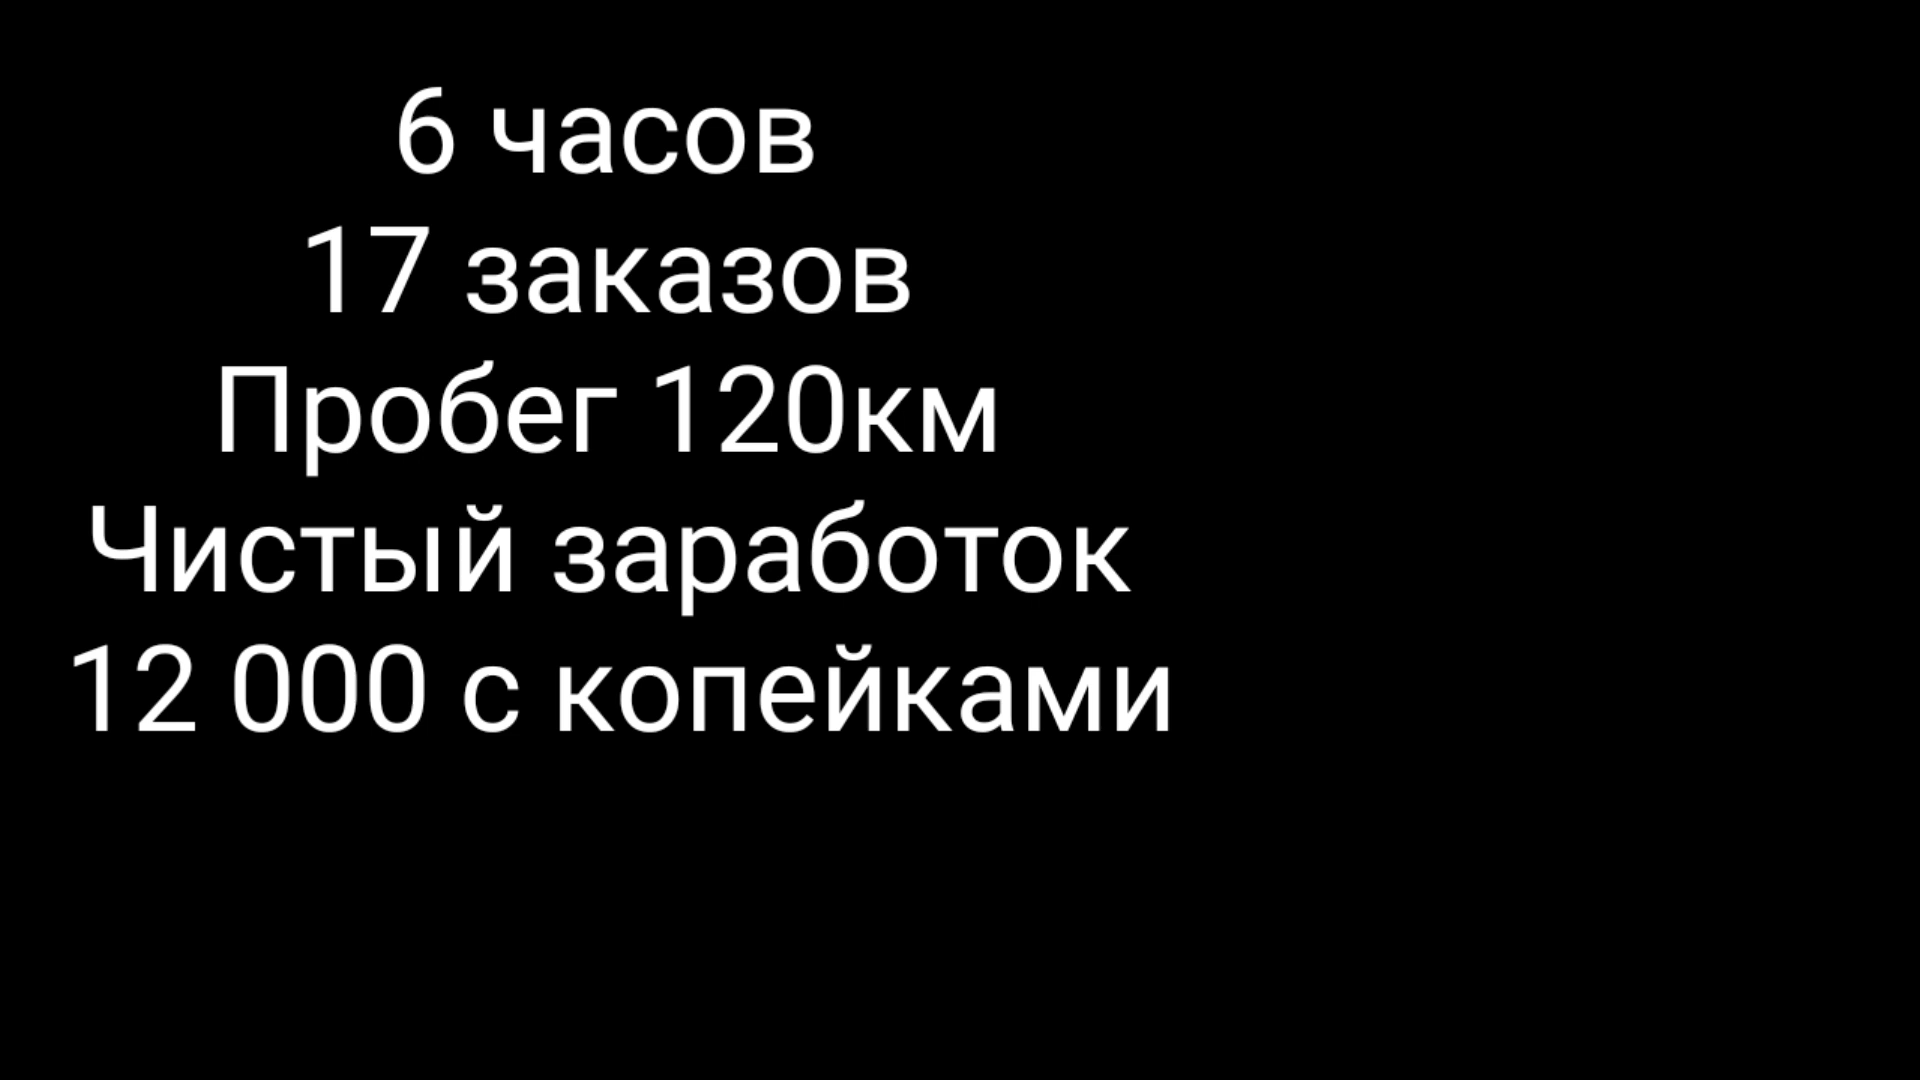 6 часов
17 заказов
Пробег 120км
Чистый заработок
12 000 с копейками